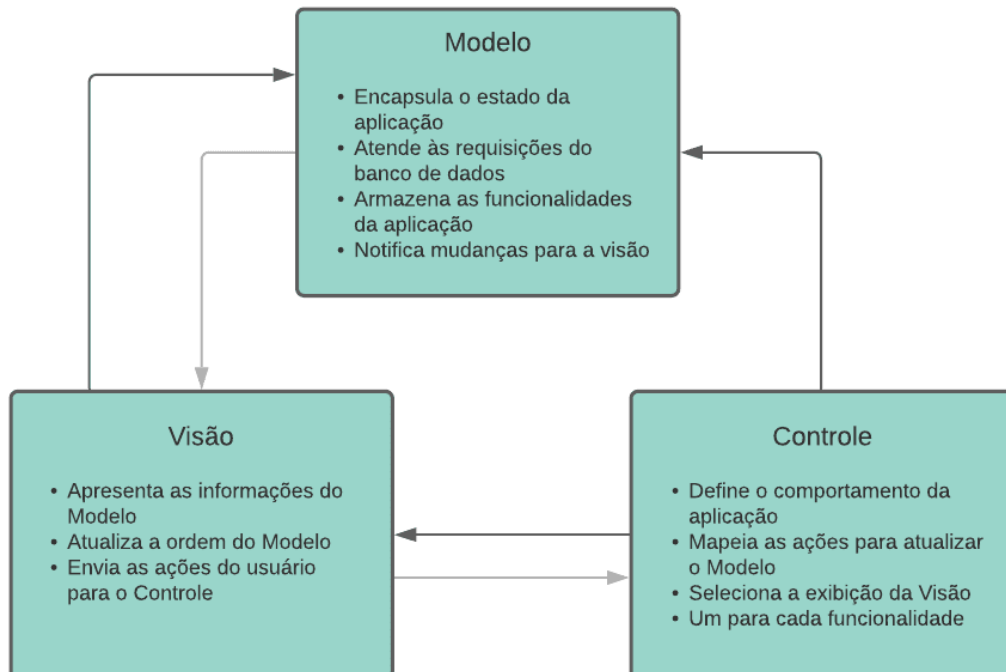 Modelo
• Encapsula o estado da
aplicação
• Atende às requisições do
banco de dados
• Armazena as funcionalidades
da aplicação
• Notifica mudanças para a visão
Visão
• Apresenta as informações do
Modelo
• Atualiza a ordem do Modelo
• Envia as ações do usuário
para o Controle
Controle
• Define o comportamento da
aplicação
• Mapeia as ações para atualizar
o Modelo
• Seleciona a exibição da Visão
• Um para cada funcionalidade